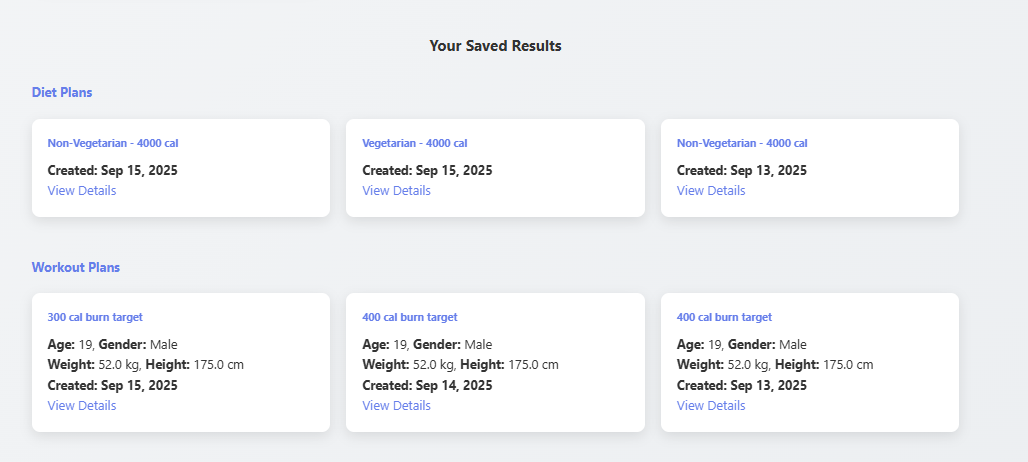 Your Saved Results
Diet Plans
Non-Vegetarian - 4000 cal
Created: Sep 15, 2025
View Details
Vegetarian - 4000 cal
Created: Sep 15, 2025
View Details
Non-Vegetarian - 4000 cal
Created: Sep 13, 2025
View Details
Workout Plans
300 cal burn target
Age: 19, Gender: Male
Weight: 52.0 kg, Height: 175.0 cm
Created: Sep 15, 2025
View Details
400 cal burn target
Age: 19, Gender: Male
Weight: 52.0 kg, Height: 175.0 cm
Created: Sep 14, 2025
View Details
400 cal burn target
Age: 19, Gender: Male
Weight: 52.0 kg, Height: 175.0 cm
Created: Sep 13, 2025
View Details